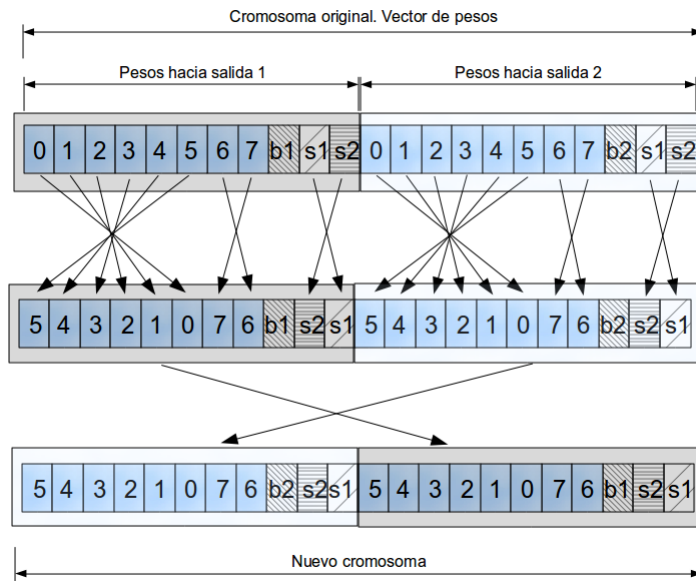 Cromosoma original. Vector de pesos
Pesos hacia salida 1 Pesos hacia salida 2
0 1 2 3 4 5 6 7 b1 s1 s2 0 1 2 3 4 5 6 7 b2 s1 s2
5 4 3 2 1 0 7 6 b1 s2 s1 5 4 3 2 1 0 7 6 b2 s2 s1
5 4 3 2 1 0 7 6 b2 s2 s1 5 4 3 2 1 0 7 6 b1 s2 s1
Nuevo cromosoma